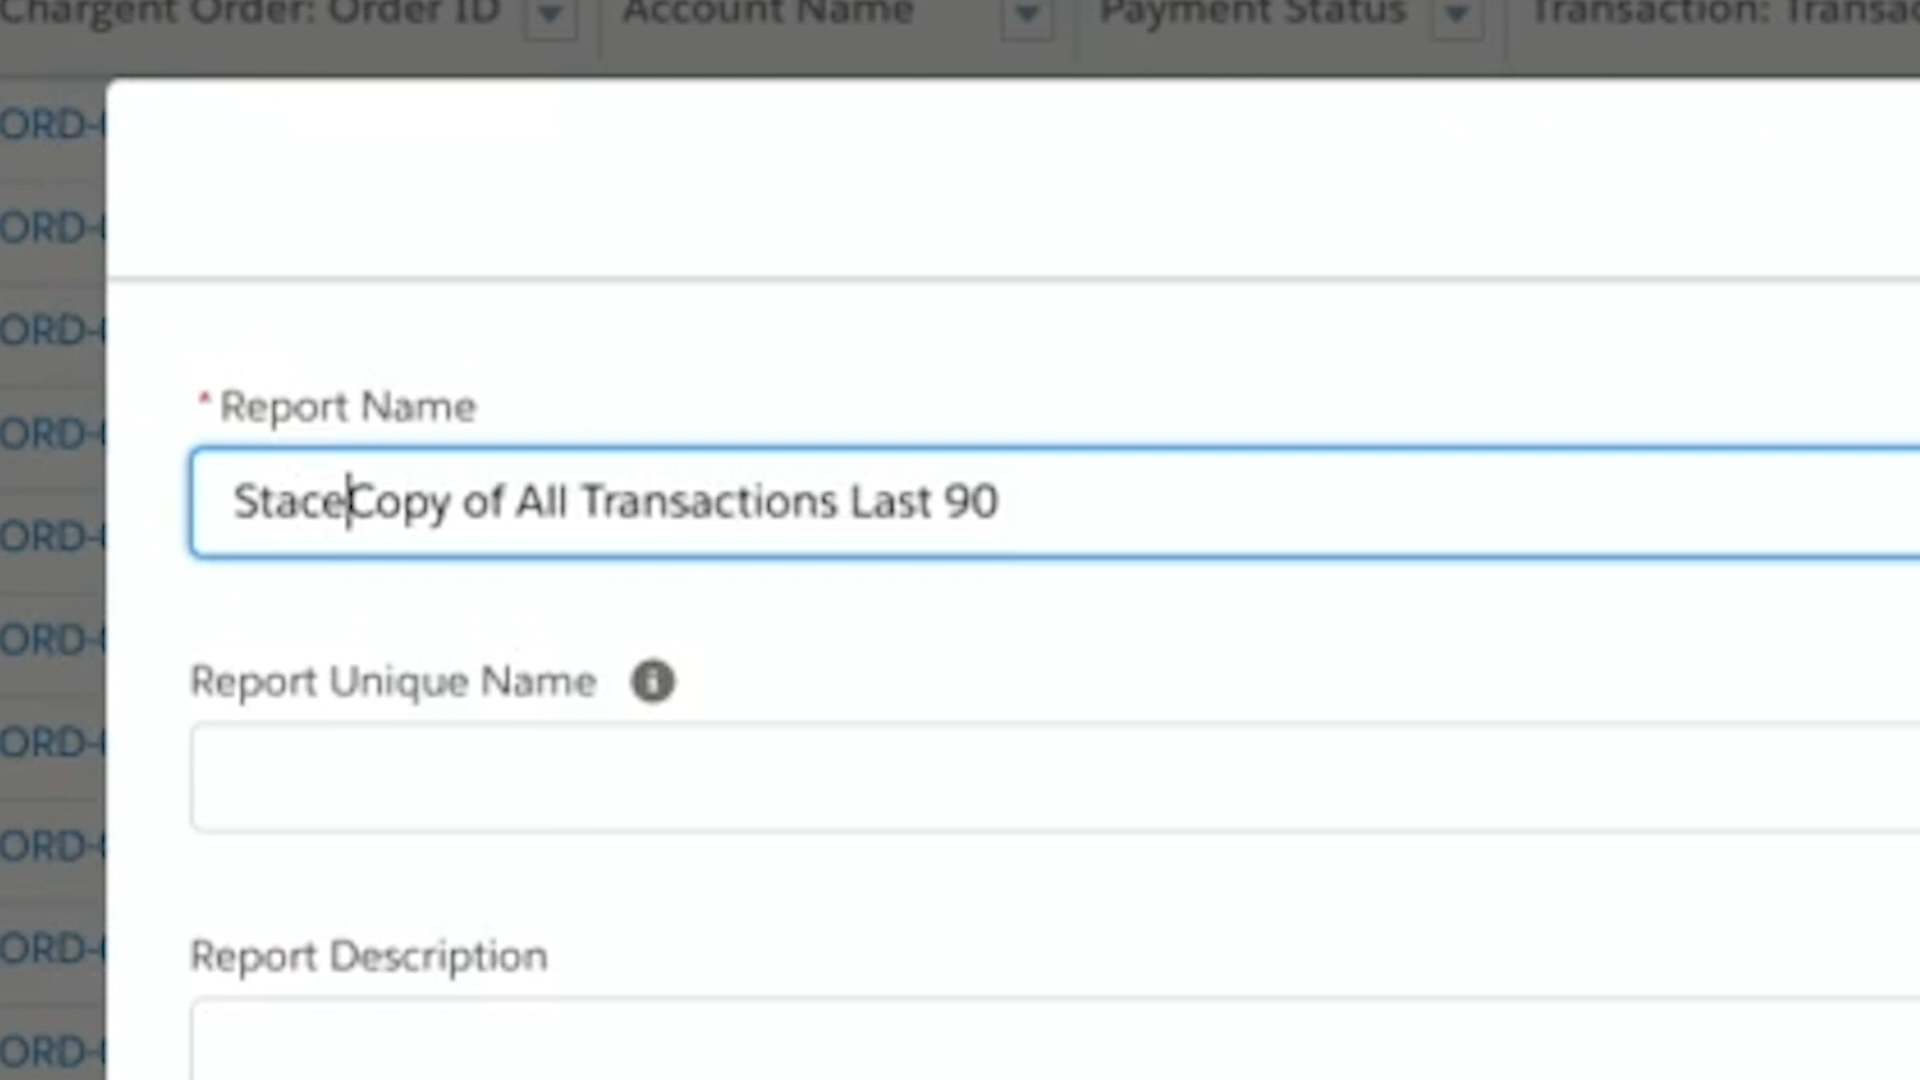 Chargent Order: Order ID Account Name Payment Status Transaction:
ORD-
ORD-
ORD-
ORD-
ORD-
ORD-
ORD-
ORD-
ORD-
ORD-
* Report Name
StaceCopy of All Transactions Last 90
Report Unique Name
Report Description